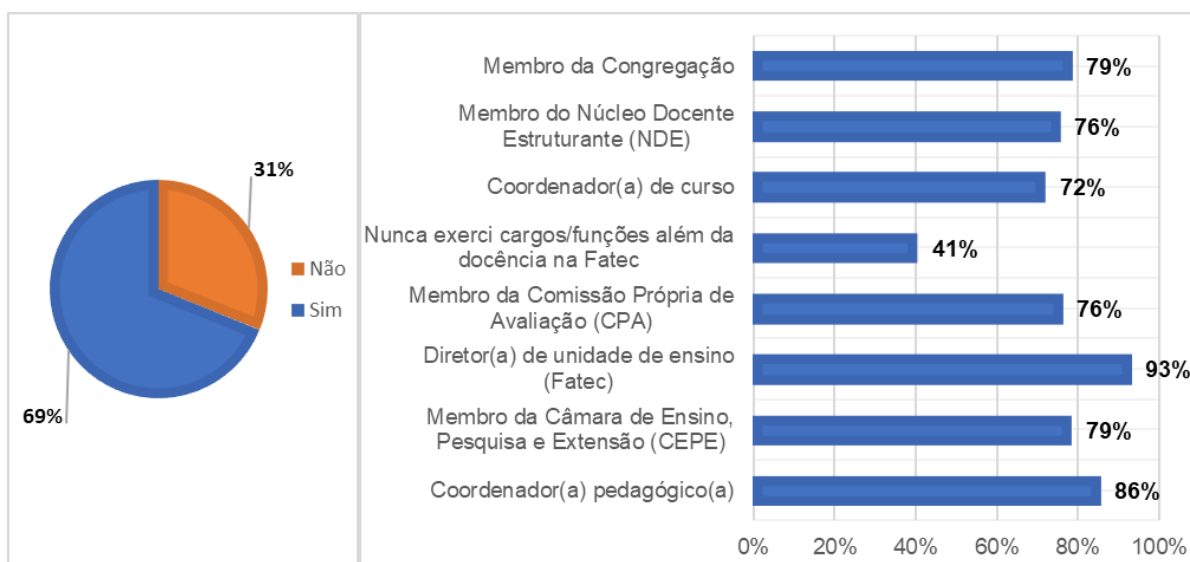 31%
Não
Sim
69%
Membro da Congregação
79%
Membro do Núcleo Docente
Estruturante (NDE)
76%
Coordenador(a) de curso
72%
Nunca exerci cargos/funções além da
docência na Fatec
41%
Membro da Comissão Própria de
Avaliação (CPA)
76%
Diretor(a) de unidade de ensino
(Fatec)
93%
Membro da Câmara de Ensino,
Pesquisa e Extensão (CEPE)
79%
Coordenador(a) pedagógico(a)
86%
0% 20% 40% 60% 80% 100%